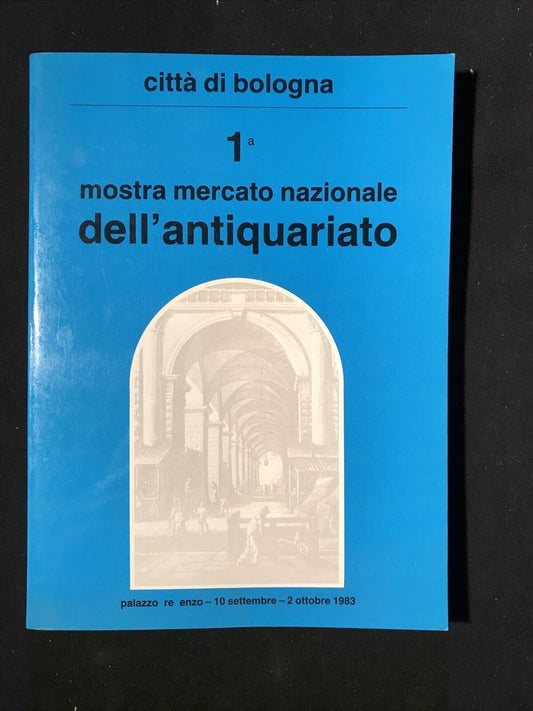 città di bologna
1a
mostra mercato nazionale
dell'antiquariato
palazzo re enzo – 10 settembre – 2 ottobre 1983